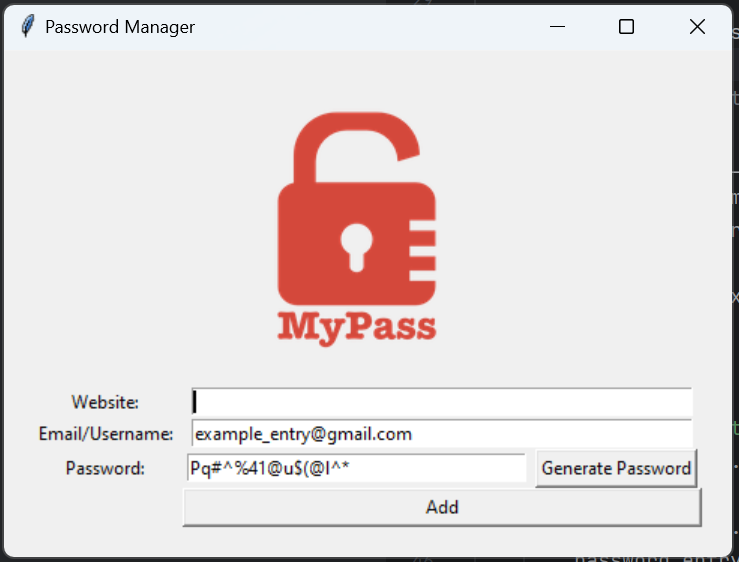 Password Manager
MyPass
Website:
Email/Username: example_entry@gmail.com
Password: Pq#^%41@u$(@I^* Generate Password
Add